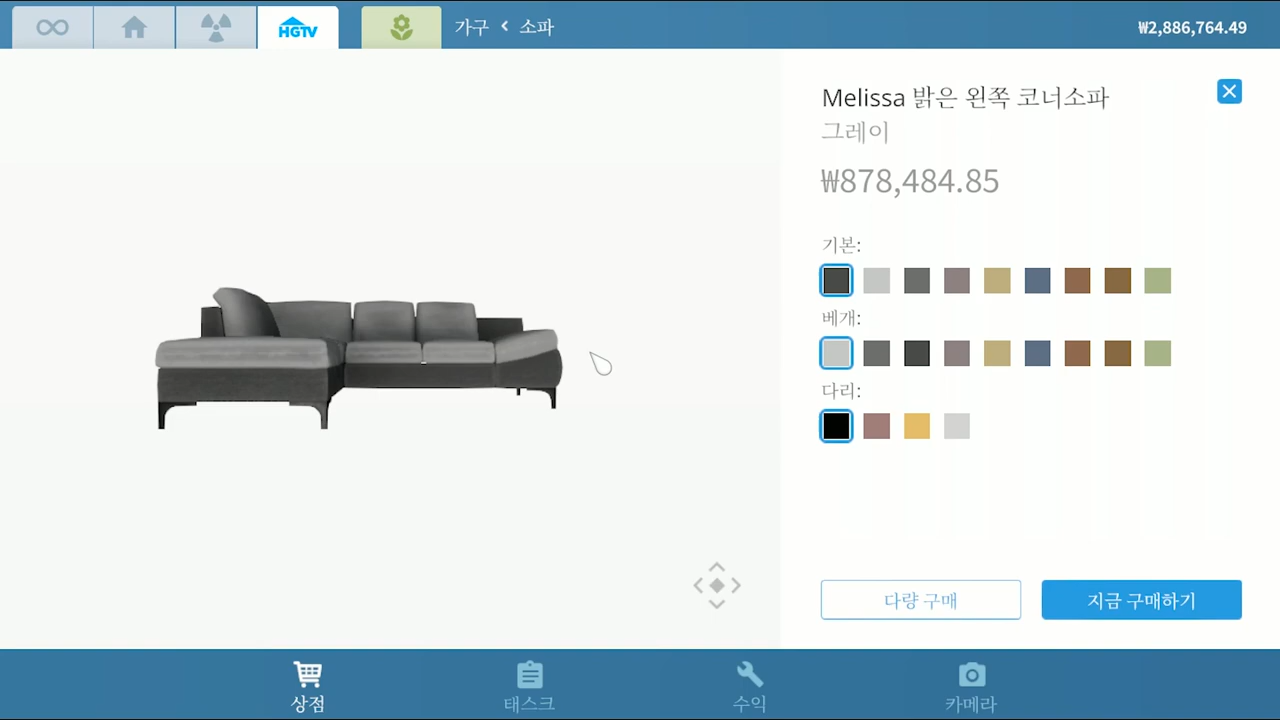 HGTV
가구 < 소파
₩2,886,764.49
Melissa 밝은 왼쪽 코너소파
그레이
₩878,484.85
기본:
베개:
다리:
다량 구매
지금 구매하기
상점
태스크
수익
카메라